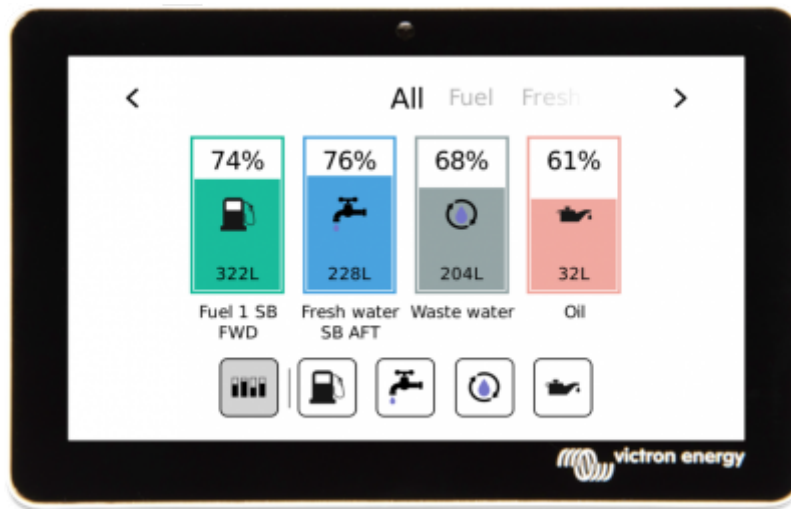 All Fuel Fresh
74% 76% 68% 61%
322L 228L 204L 32L
Fuel 1 SB Fresh water Waste water Oil
FWD SB AFT
victron energy